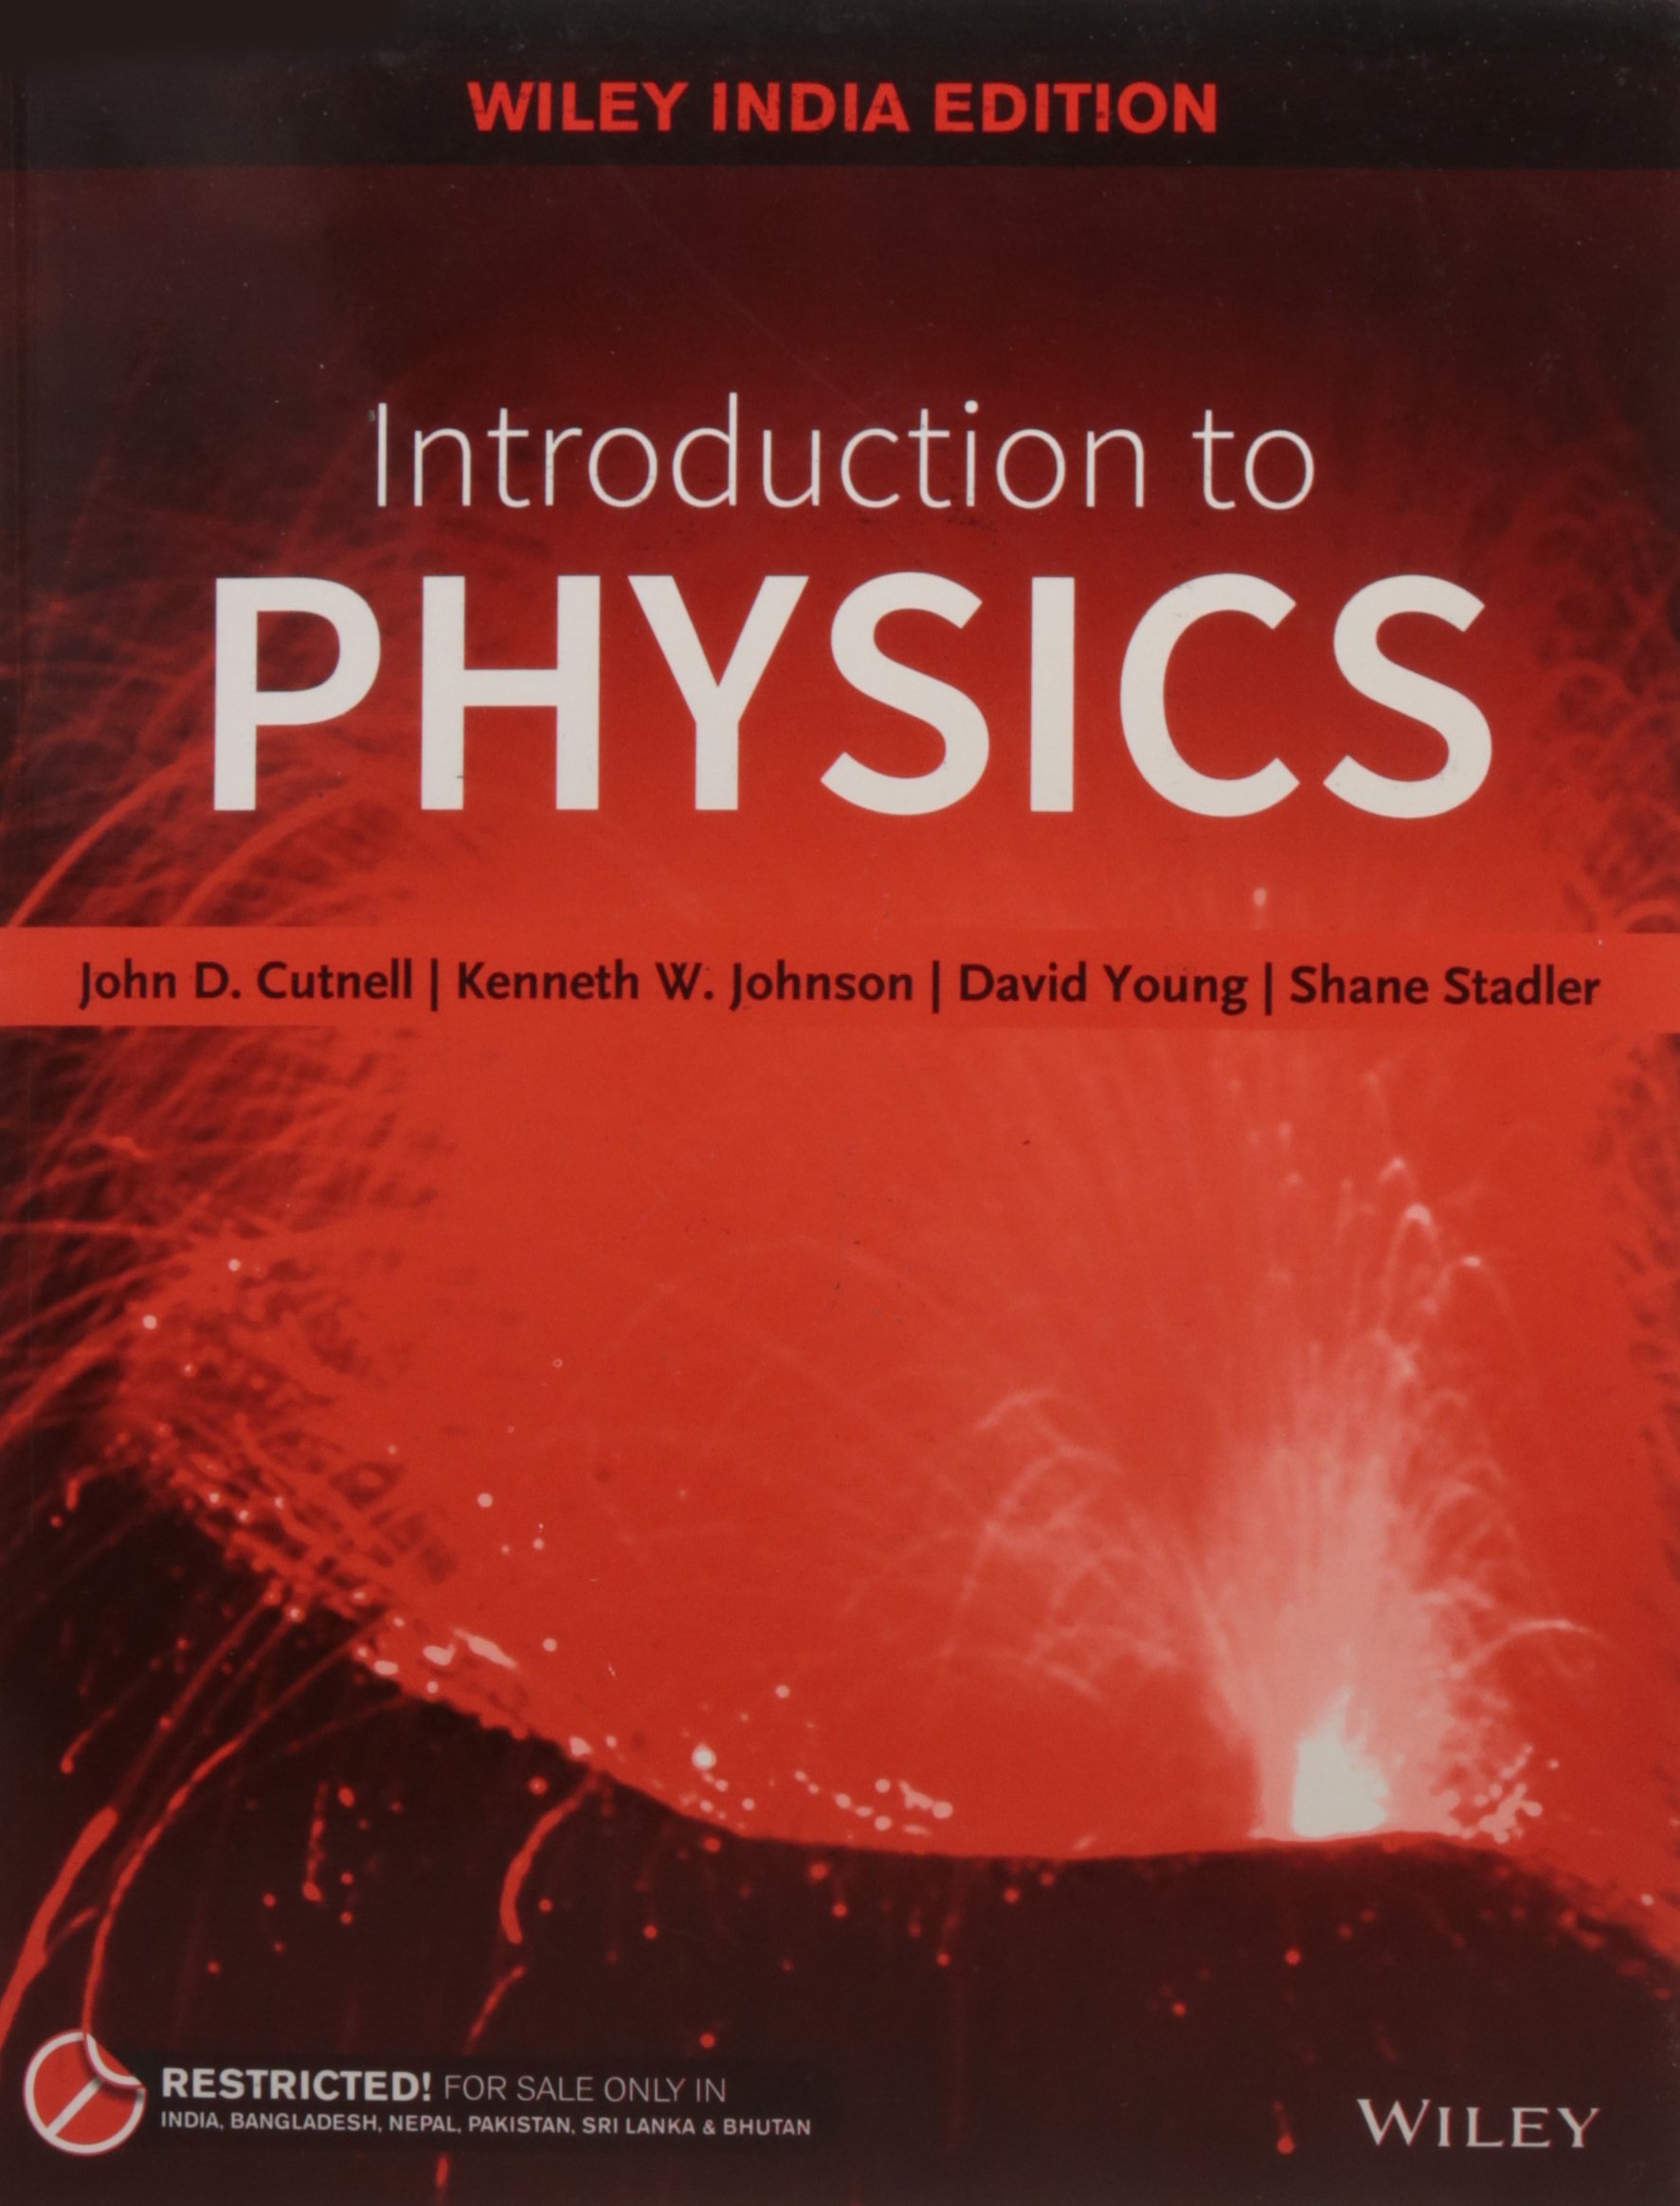 WILEY INDIA EDITION
Introduction to
PHYSICS
John D. Cutnell | Kenneth W. Johnson | David Young | Shane Stadler
RESTRICTED! FOR SALE ONLY IN
INDIA, BANGLADESH, NEPAL, PAKISTAN, SRI LANKA & BHUTAN
WILEY